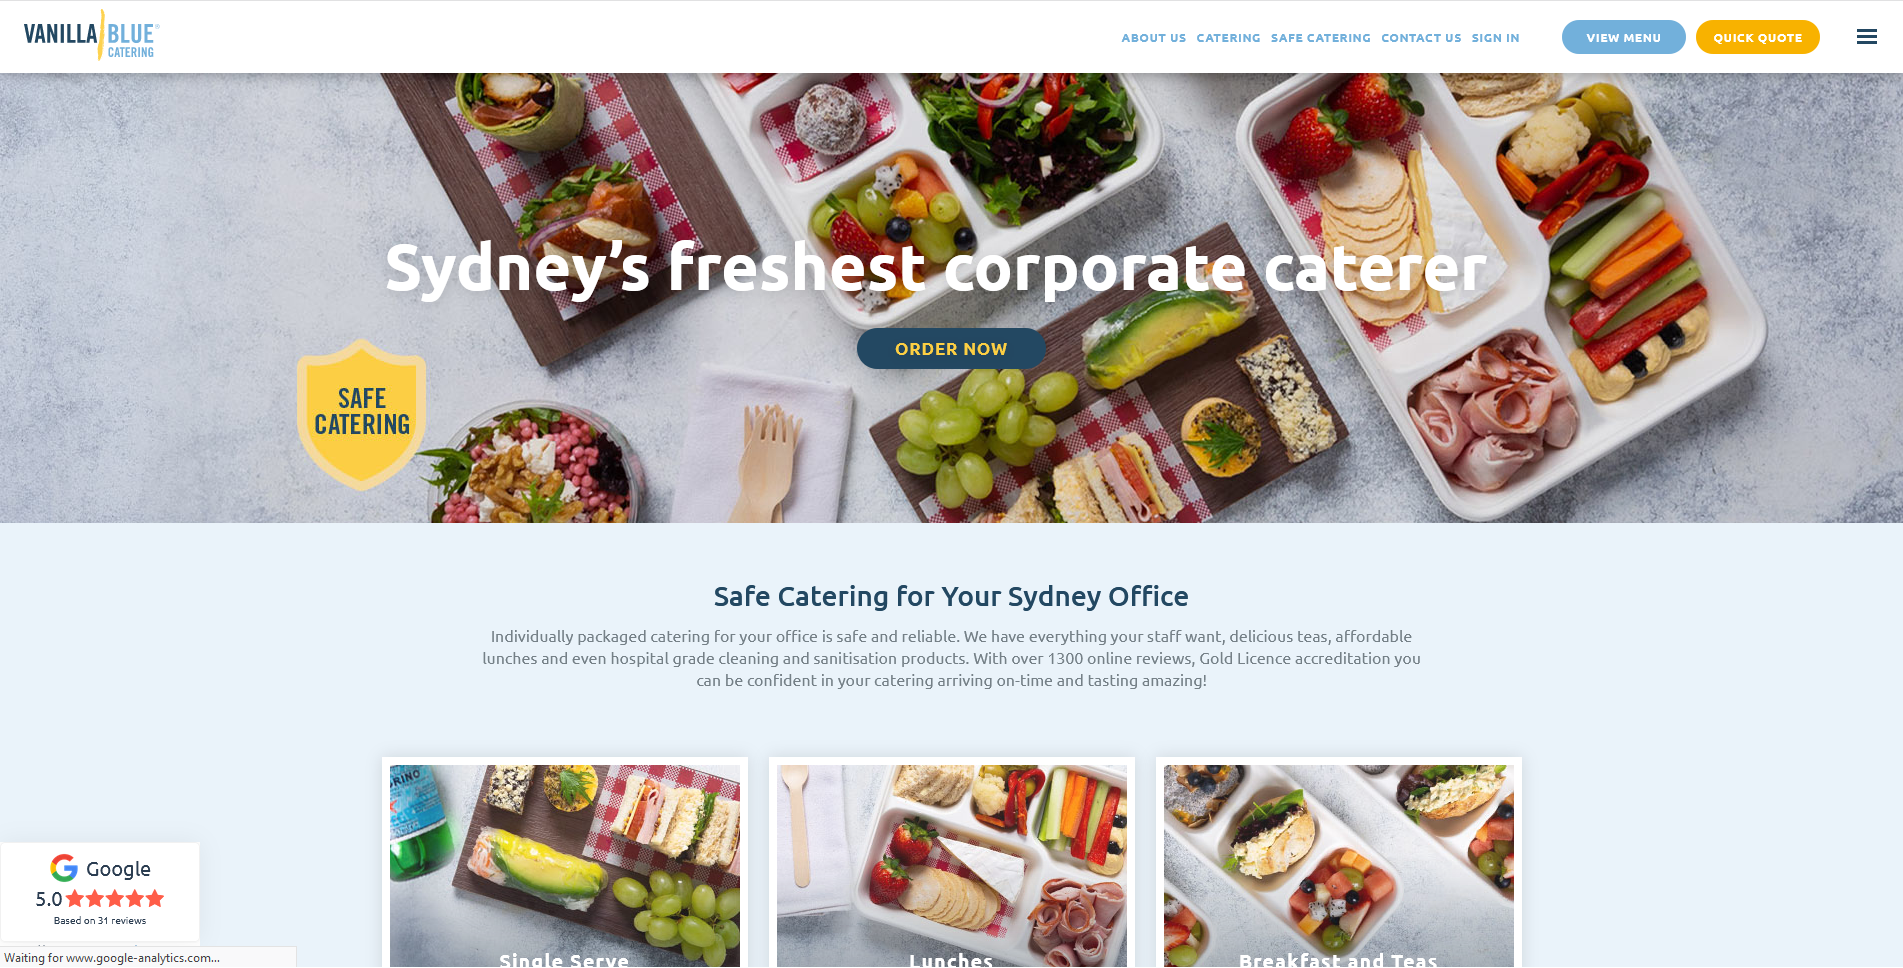 VANILLA BLUE®
CATERING
ABOUT US CATERING SAFE CATERING CONTACT US SIGN IN VIEW MENU QUICK QUOTE
Sydney’s freshest corporate caterer
ORDER NOW
SAFE
CATERING
Safe Catering for Your Sydney Office
Individually packaged catering for your office is safe and reliable. We have everything your staff want, delicious teas, affordable
lunches and even hospital grade cleaning and sanitisation products. With over 1300 online reviews, Gold Licence accreditation you
can be confident in your catering arriving on-time and tasting amazing!
RINO
Single Serve
Lunches
Breakfast and Teas
Google
5.0
Based on 31 reviews
Waiting for www.google-analytics.com...